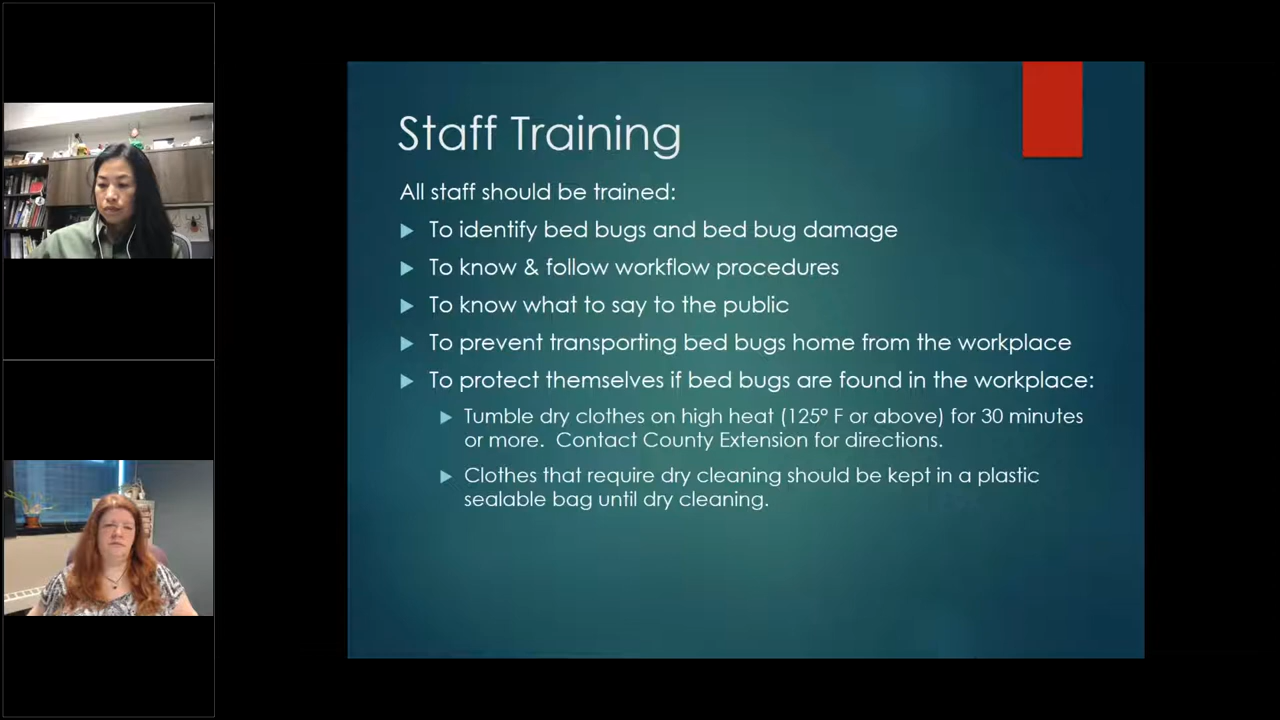 Staff Training
All staff should be trained:
To identify bed bugs and bed bug damage
To know & follow workflow procedures
To know what to say to the public
To prevent transporting bed bugs home from the workplace
To protect themselves if bed bugs are found in the workplace:
Tumble dry clothes on high heat (125° F or above) for 30 minutes
or more.  Contact County Extension for directions.
Clothes that require dry cleaning should be kept in a plastic
sealable bag until dry cleaning.